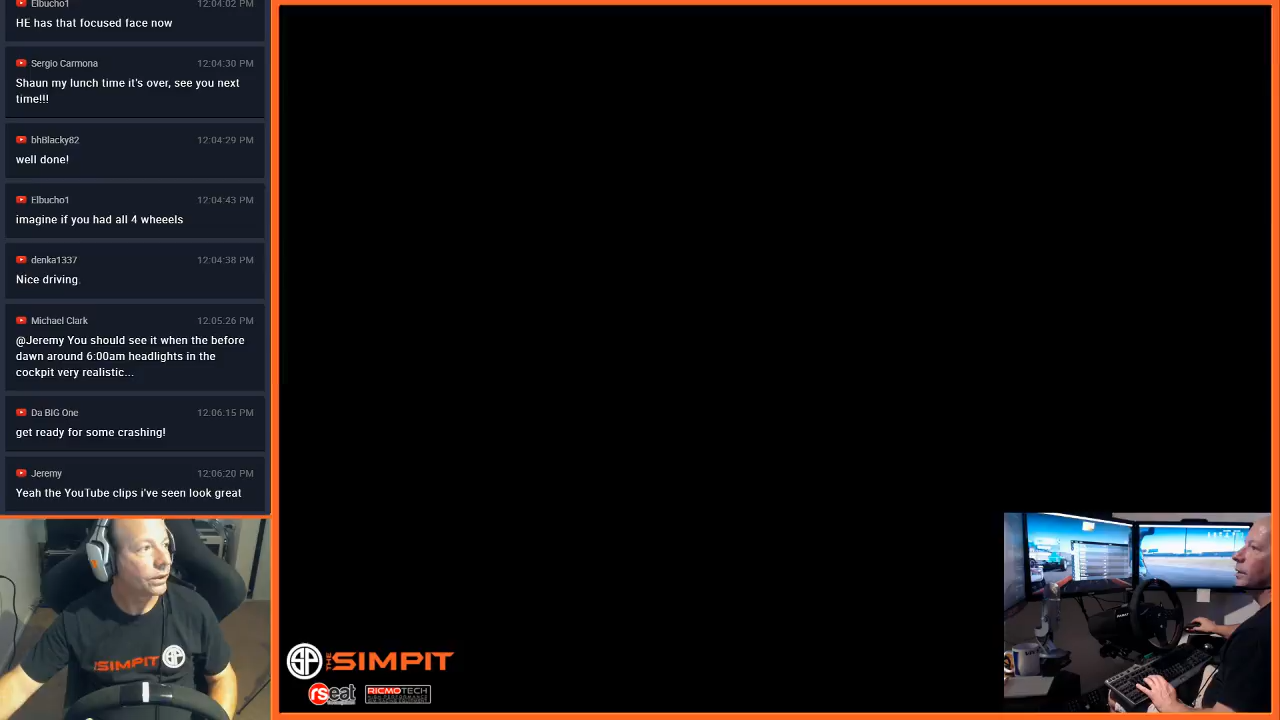 Elbucho1 12:04:02 PM
HE has that focused face now
Sergio Carmona 12:04:30 PM
Shaun my lunch time it's over, see you next
time!!!
bhBlacky82 12:04:29 PM
well done!
Elbucho1 12:04:43 PM
imagine if you had all 4 wheeels
denka1337 12:04:38 PM
Nice driving.
Michael Clark 12:05:26 PM
@Jeremy You should see it when the before
dawn around 6:00am headlights in the
cockpit very realistic...
Da BIG One 12:06:15 PM
get ready for some crashing!
Jeremy 12:06:20 PM
Yeah the YouTube clips i've seen look great
SIMPIT SP
SP THE SIMPIT
rseat RICMOTECH